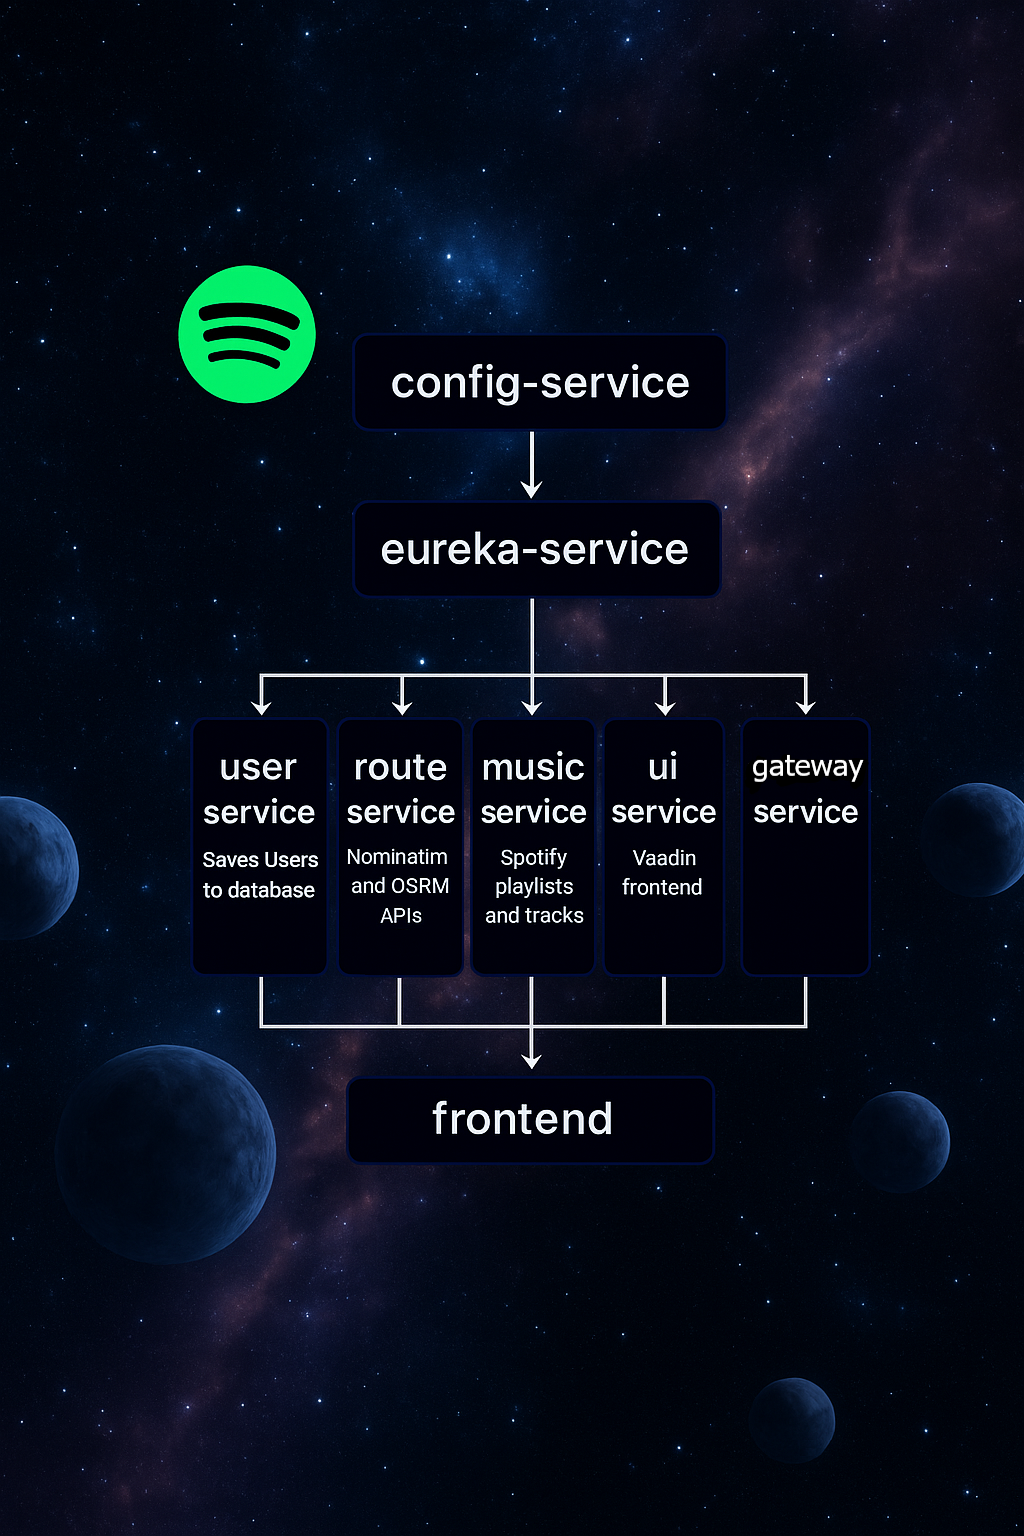 config-service
eureka-service
user
service
Saves Users
to database
route
service
Nominatim
and OSRM
APIs
music
service
Spotify
playlists
and tracks
ui
service
Vaadin
frontend
gateway
service
frontend